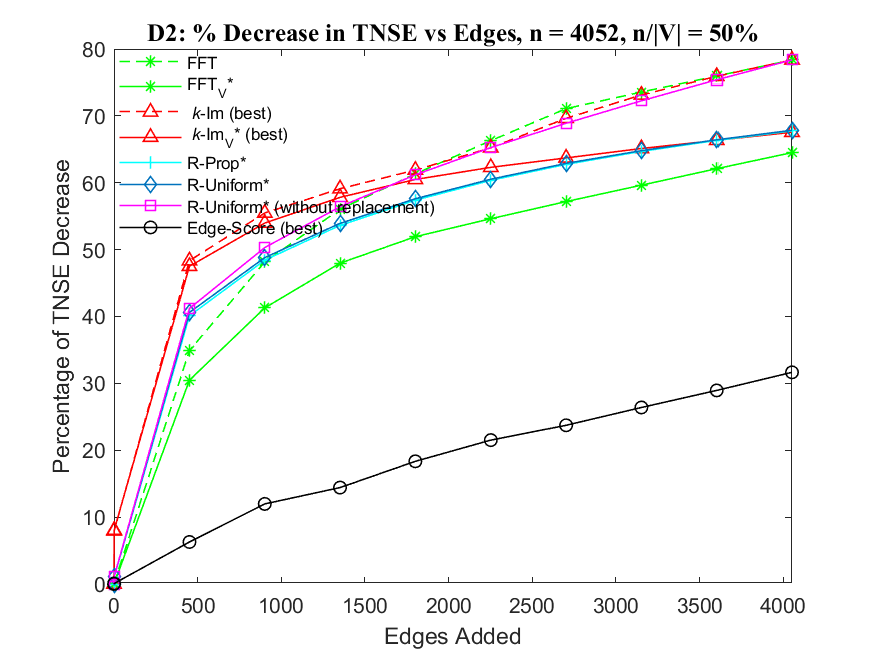 D2: % Decrease in TNSE vs Edges, n = 4052, n/|V| = 50%
FFT
FFT_V*
k-Im (best)
k-Im_V* (best)
R-Prop*
R-Uniform*
R-Uniform* (without replacement)
Edge-Score (best)
Percentage of TNSE Decrease
80
70
60
50
40
30
20
10
0
0 500 1000 1500 2000 2500 3000 3500 4000
Edges Added